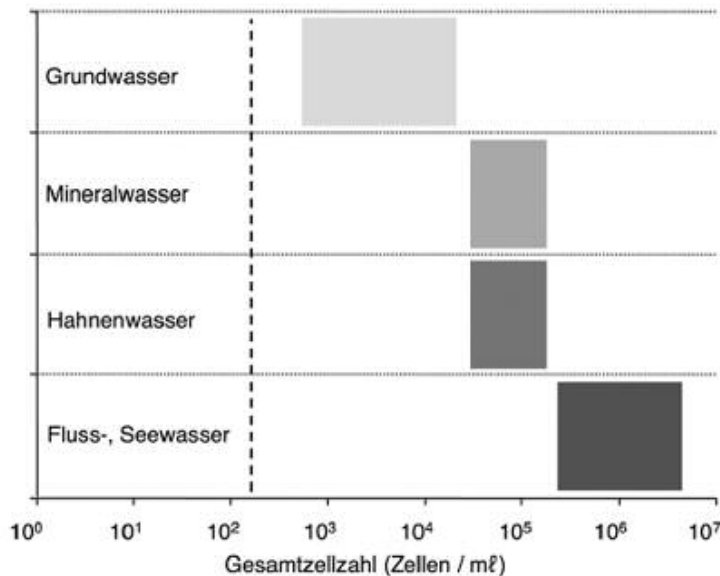 Grundwasser
Mineralwasser
Hahnenwasser
Fluss-, Seewasser
10⁰ 10¹ 10² 10³ 10⁴ 10⁵ 10⁶ 10⁷
Gesamtzellzahl (Zellen / mℓ)